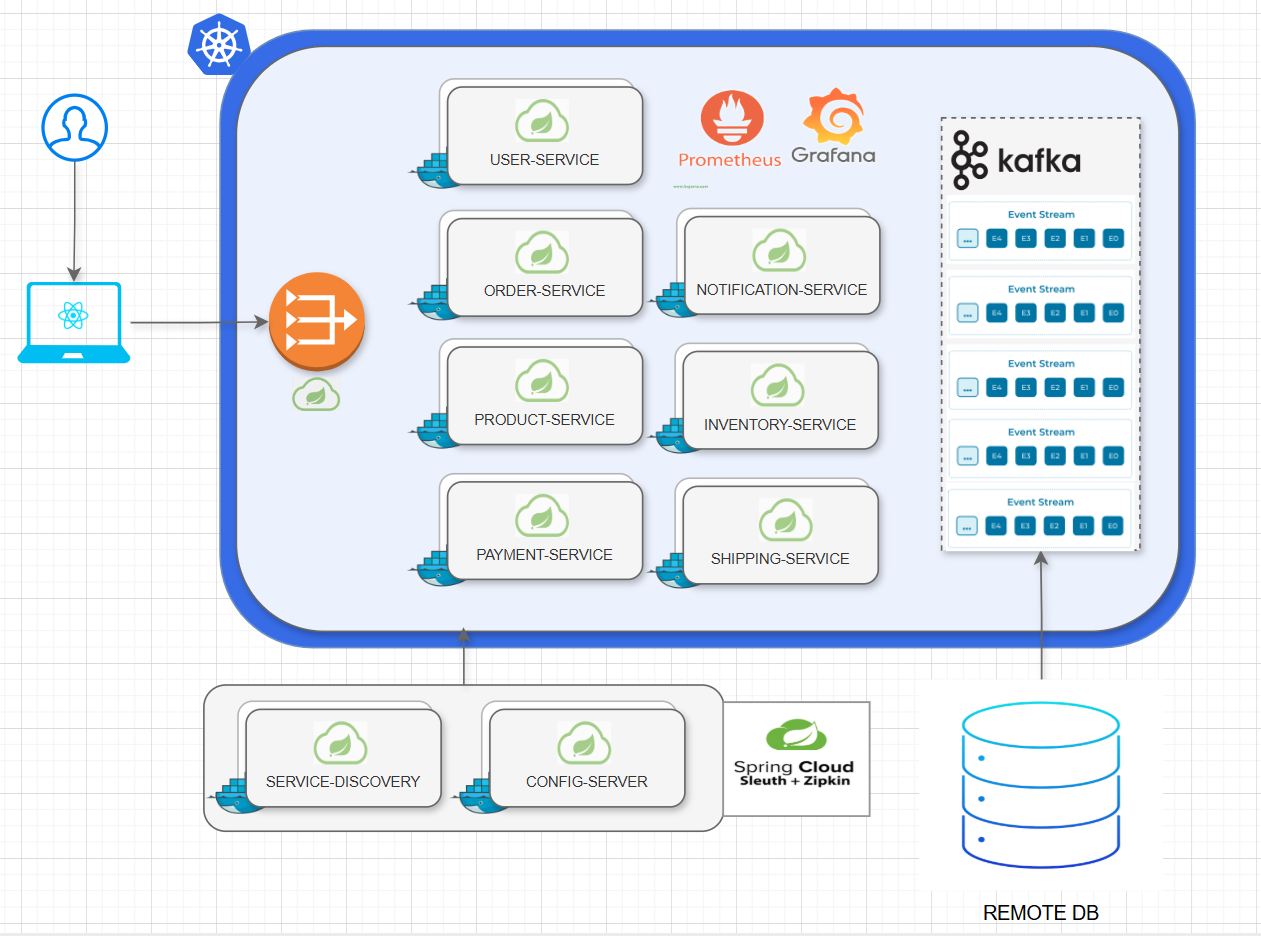 USER-SERVICE
Prometheus
Grafana
kafka
Event Stream
... E4 E3 E2 E1 E0
ORDER-SERVICE
NOTIFICATION-SERVICE
Event Stream
... E4 E3 E2 E1 E0
PRODUCT-SERVICE
INVENTORY-SERVICE
Event Stream
... E4 E3 E2 E1 E0
Event Stream
... E4 E3 E2 E1 E0
PAYMENT-SERVICE
SHIPPING-SERVICE
Event Stream
... E4 E3 E2 E1 E0
SERVICE-DISCOVERY
CONFIG-SERVER
Spring Cloud
Sleuth + Zipkin
REMOTE DB